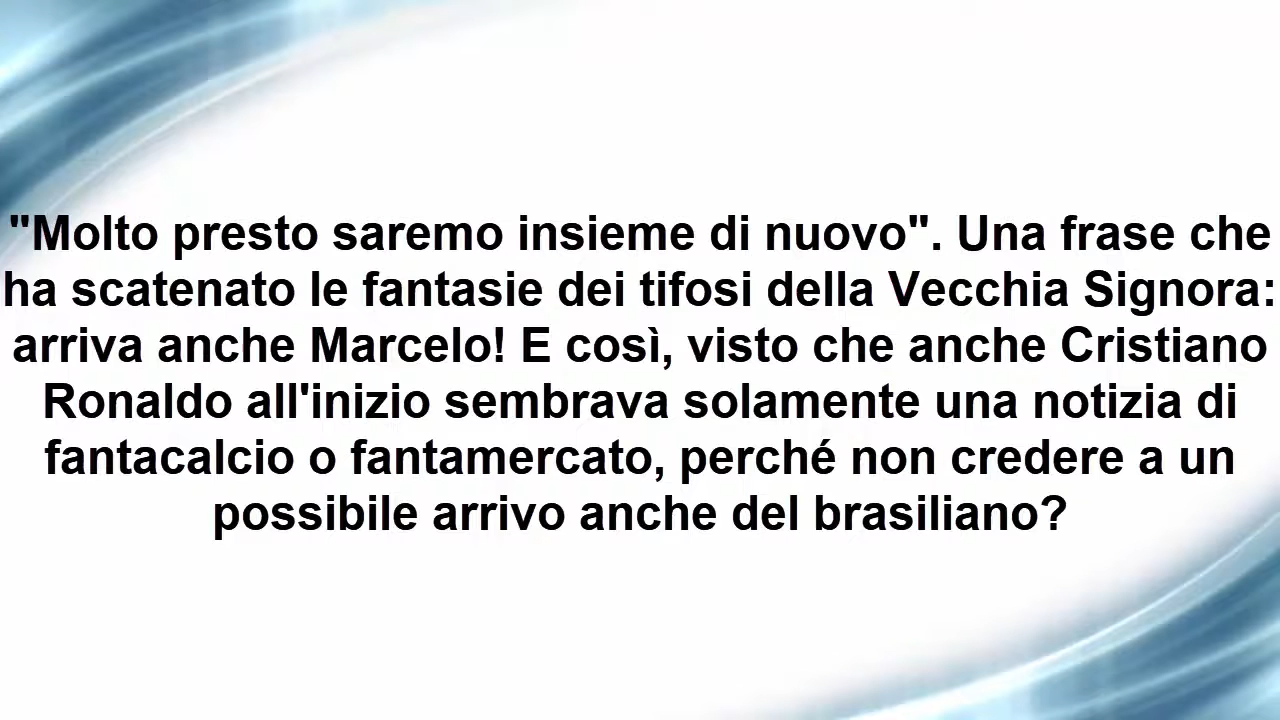 "Molto presto saremo insieme di nuovo". Una frase che
ha scatenato le fantasie dei tifosi della Vecchia Signora:
arriva anche Marcelo! E così, visto che anche Cristiano
Ronaldo all'inizio sembrava solamente una notizia di
fantacalcio o fantamercato, perché non credere a un
possibile arrivo anche del brasiliano?